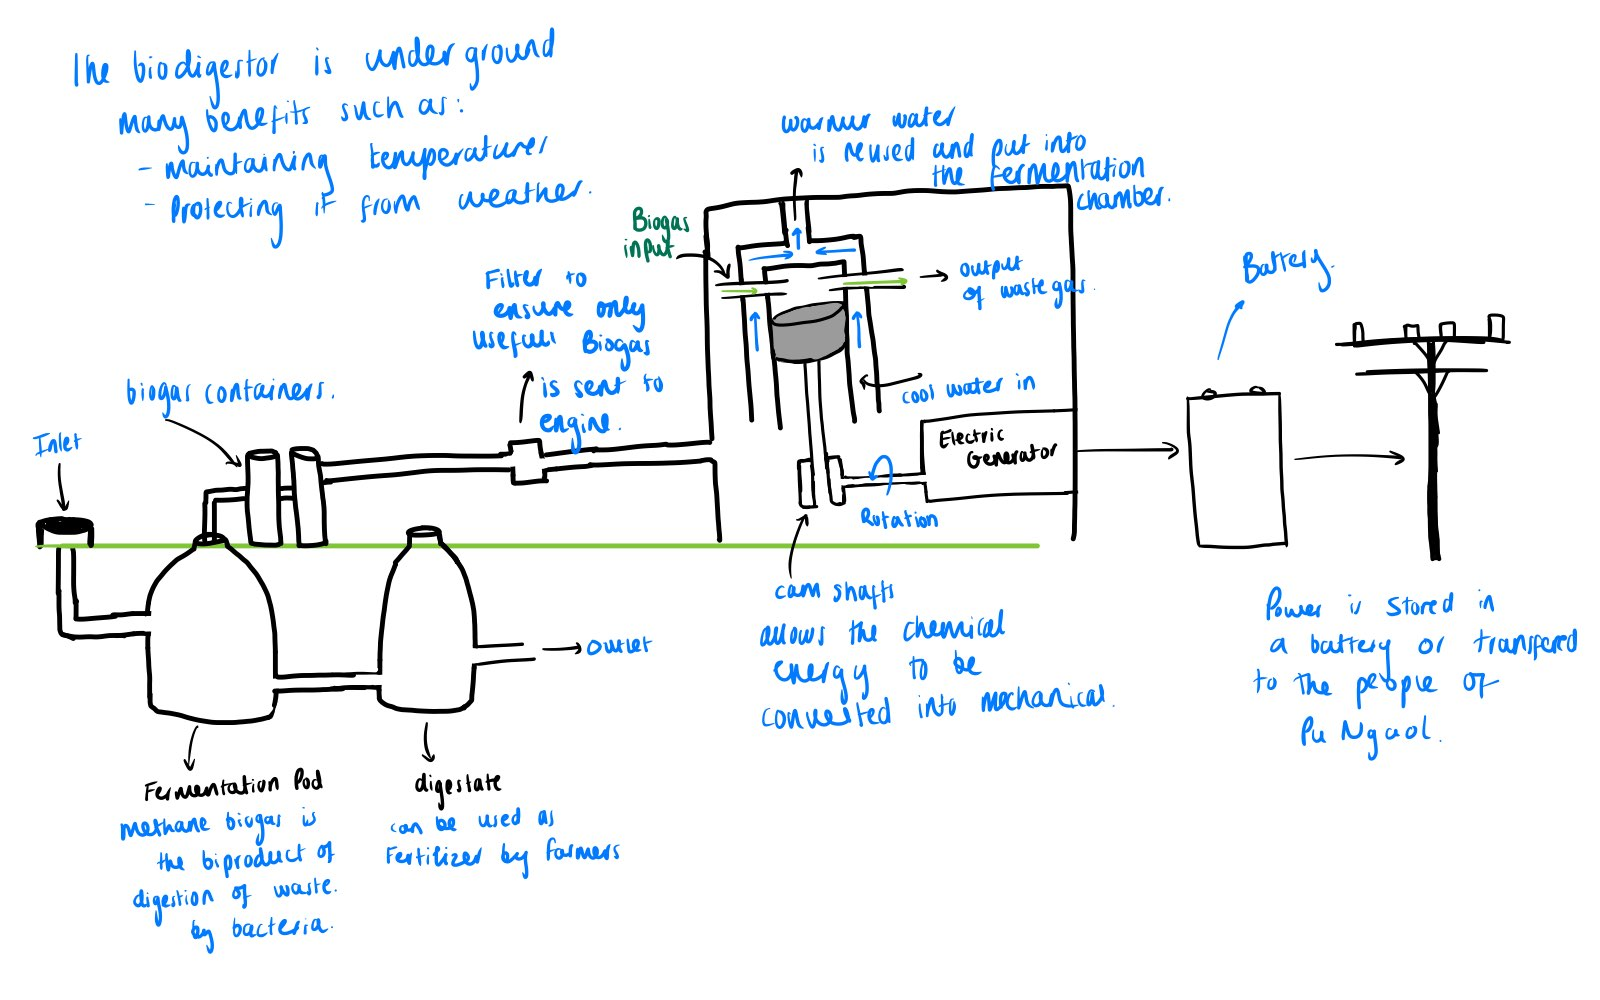 The biodigestor is underground
many benefits such as:
- maintaining temperatures
- Protecting it from weather.
warmur water
is reused and put into
the fermentation
chamber.
Biogas
input
Filter to
ensure only
usefull Biogas
is sent to
engine.
output
of waste gas.
Battery.
biogas containers.
cool water in
Inlet
Electric
Generator
Rotation
Outlet
cam shafts
allows the chemical
energy to be
converted into mechanical.
Power is stored in
a battery or transfered
to the people of
Pu Ngaol.
Fermentation Pod
methane biogas is
the biproduct of
digestion of waste.
by bacteria.
digestate
can be used as
fertilizer by farmers